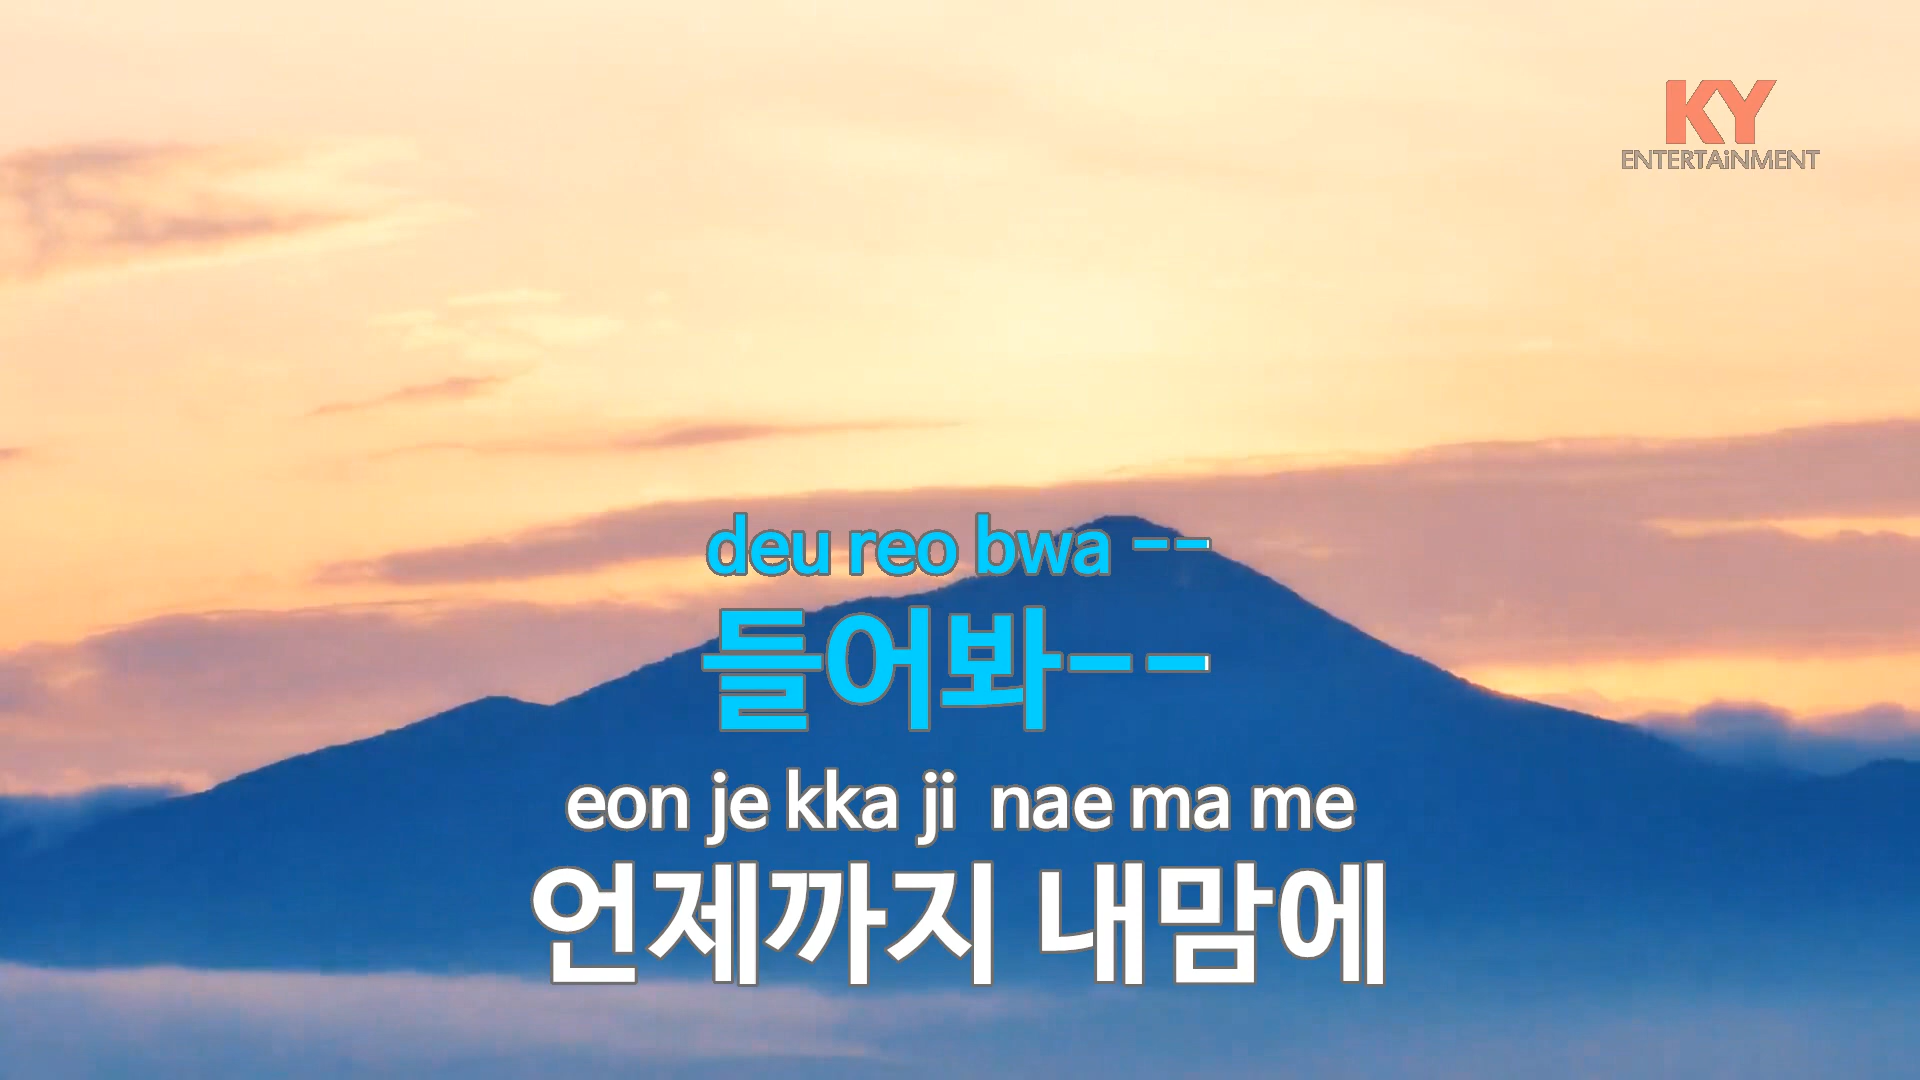 KY
ENTERTAiNMENT
deu reo bwa --
들어봐--
eon je kka ji nae ma me
언제까지 내맘에